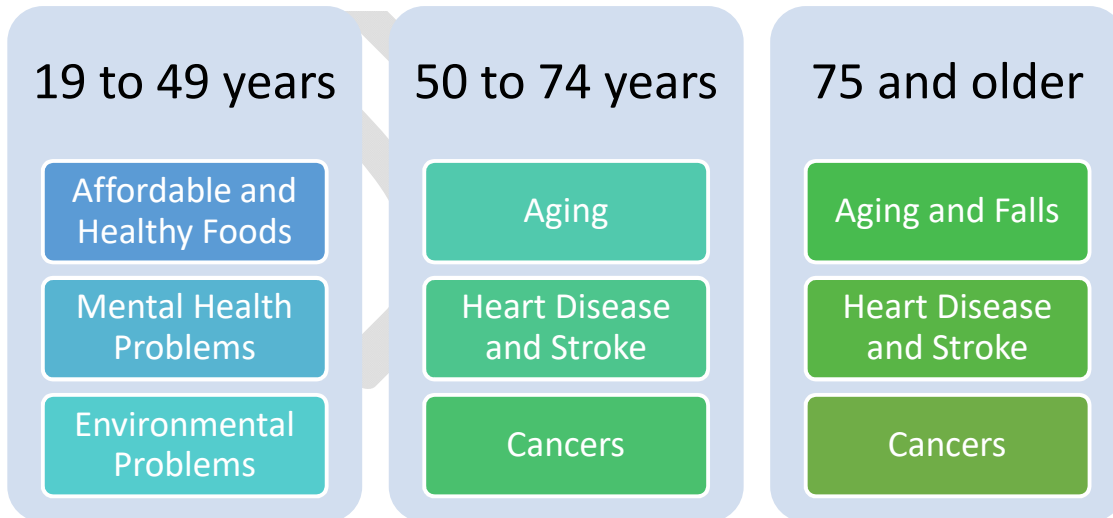 19 to 49 years
Affordable and
Healthy Foods
Mental Health
Problems
Environmental
Problems
50 to 74 years
Aging
Heart Disease
and Stroke
Cancers
75 and older
Aging and Falls
Heart Disease
and Stroke
Cancers